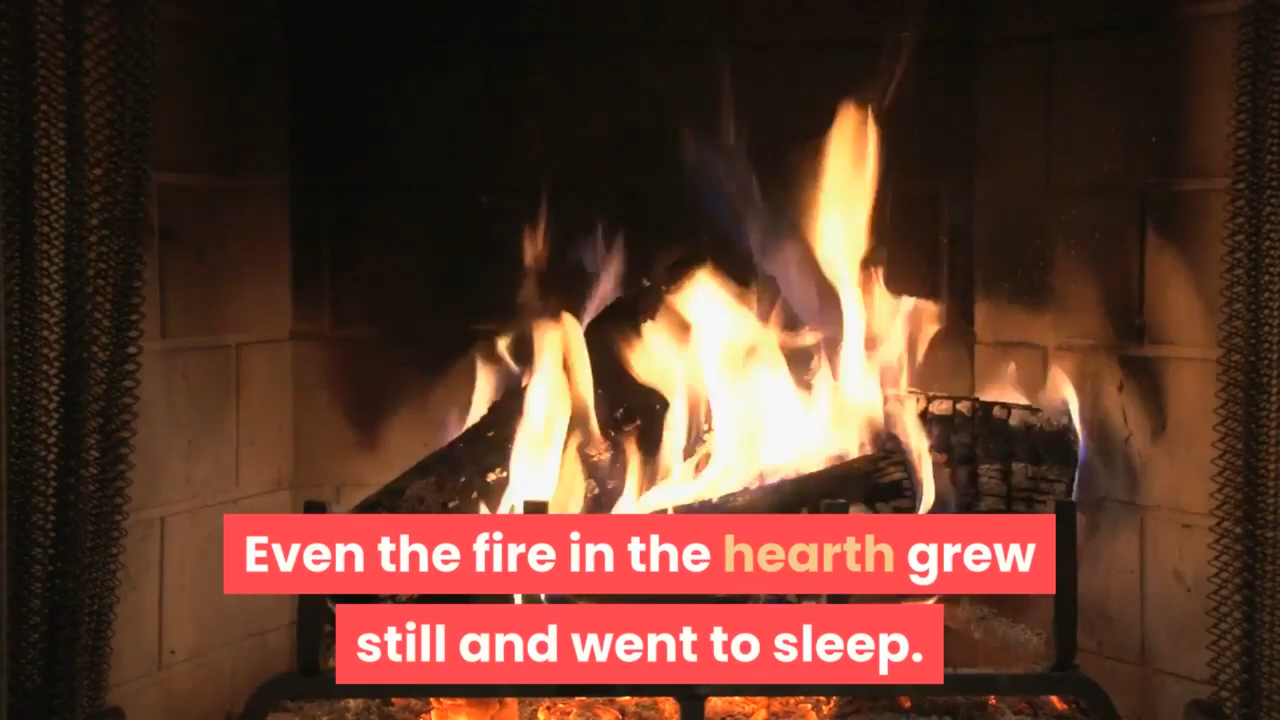 Even the fire in the hearth grew
still and went to sleep.